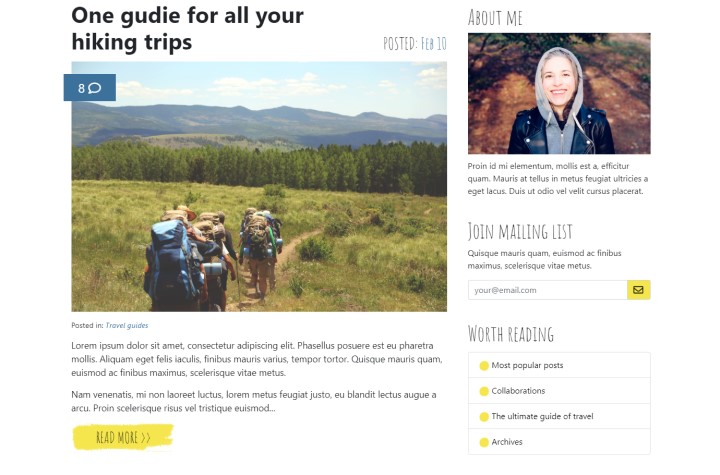 One gudie for all your
hiking trips
POSTED: Feb 10
8
Posted in: Travel guides
Lorem ipsum dolor sit amet, consectetur adipiscing elit. Phasellus posuere est eu pharetra
mollis. Aliquam eget felis iaculis, finibus mauris varius, tempor tortor. Quisque mauris quam,
euismod ac finibus maximus, scelerisque vitae metus.
Nam venenatis, mi non laoreet luctus, lorem metus feugiat justo, eu blandit lectus augue a
arcu. Proin scelerisque risus vel tristique euismod...
READ MORE >>
About me
Proin id mi elementum, mollis est a, efficitur
quam. Mauris at tellus in metus feugiat ultricies a
eget lacus. Duis ut odio vel velit cursus placerat.
Join mailing list
Quisque mauris quam, euismod ac finibus
maximus, scelerisque vitae metus.
your@email.com
Worth reading
Most popular posts
Collaborations
The ultimate guide of travel
Archives